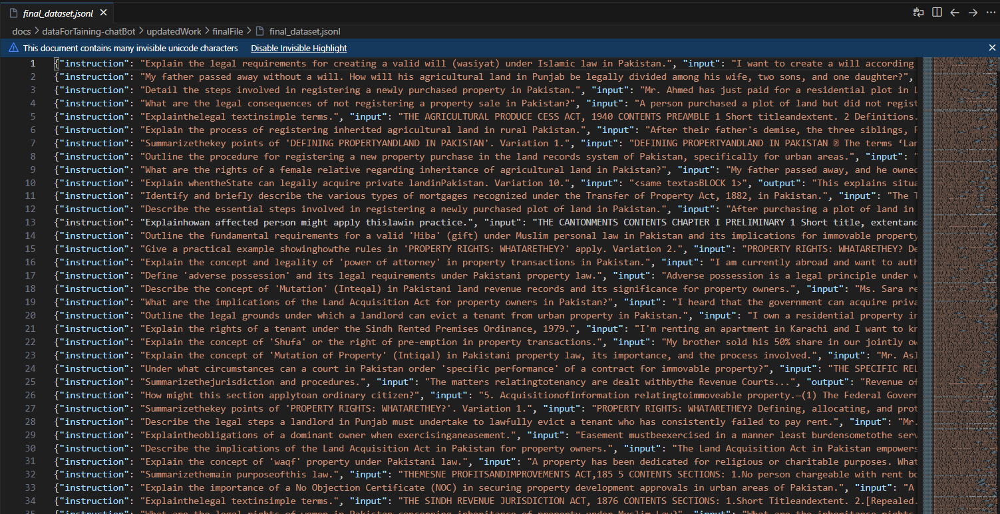 final_dataset.jsonl
docs > dataForTaining-chatBot > updatedWork > finalFile > final_dataset.jsonl
This document contains many invisible unicode characters Disable Invisible Highlight
1 {"instruction": "Explain the legal requirements for creating a valid will (wasiyat) under Islamic law in Pakistan.", "input": "I want to create a will according
2 {"instruction": "My father passed away without a will. How will his agricultural land in Punjab be legally divided among his wife, two sons, and one daughter?",
3 {"instruction": "Detail the steps involved in registering a newly purchased property in Pakistan.", "input": "Mr. Ahmed has just paid for a residential plot in L
4 {"instruction": "What are the legal consequences of not registering a property sale in Pakistan?", "input": "A person purchased a plot of land but did not regist
5 {"instruction": "Explainthelegal textinsimple terms.", "input": "THE AGRICULTURAL PRODUCE CESS ACT, 1940 CONTENTS PREAMBLE 1 Short titleandextent. 2 Definitions.
6 {"instruction": "Explain the process of registering inherited agricultural land in rural Pakistan.", "input": "After their father's demise, the three siblings, F
7 {"instruction": "Summarizethekey points of 'DEFINING PROPERTYANDLAND IN PAKISTAN'. Variation 1.", "input": "DEFINING PROPERTYANDLAND IN PAKISTAN The terms ‘Lan
8 {"instruction": "Outline the procedure for registering a new property purchase in the land records system of Pakistan, specifically for urban areas.", "input": "
9 {"instruction": "What are the rights of a female relative regarding inheritance of agricultural land in Pakistan?", "input": "My father passed away, and he owned
10 {"instruction": "Explain whentheState can legally acquire private landinPakistan. Variation 10.", "input": "<same textasBLOCK 1>", "output": "This explains situa
11 {"instruction": "Identify and briefly describe the various types of mortgages recognized under the Transfer of Property Act, 1882, in Pakistan.", "input": "The T
12 {"instruction": "Describe the essential steps involved in registering a newly purchased plot of land in Pakistan.", "input": "After purchasing a plot of land in
13 {"instruction": "Explainhowan affected person might apply thislawin practice.", "input": "THE CANTONMENTS CONTENTS CHAPTER I PRELIMINARY 1 Short title, extentand
14 {"instruction": "Outline the fundamental requirements for a valid 'Hiba' (gift) under Muslim personal law in Pakistan and its implications for immovable property
15 {"instruction": "Give a practical example showinghowthe rules in 'PROPERTY RIGHTS: WHATARETHEY?' apply. Variation 2.", "input": "PROPERTY RIGHTS: WHATARETHEY? De
16 {"instruction": "Explain the concept and legality of 'power of attorney' in property transactions in Pakistan.", "input": "I am currently abroad and want to auth
17 {"instruction": "Define 'adverse possession' and its legal requirements under Pakistani property law.", "input": "Adverse possession is a legal principle under w
18 {"instruction": "Describe the concept of 'Mutation' (Inteqal) in Pakistani land revenue records and its significance for property owners.", "input": "Ms. Sara re
19 {"instruction": "What are the implications of the Land Acquisition Act for property owners in Pakistan?", "input": "I heard that the government can acquire priva
20 {"instruction": "Outline the legal grounds under which a landlord can evict a tenant from urban property in Pakistan.", "input": "I own a residential property in
21 {"instruction": "Explain the rights of a tenant under the Sindh Rented Premises Ordinance, 1979.", "input": "I'm renting an apartment in Karachi and I want to kn
22 {"instruction": "Explain the concept of 'Shufa' or the right of pre-emption in property transactions.", "input": "My brother sold his 50% share in our jointly ow
23 {"instruction": "Explain the concept of 'Mutation of Property' (Intiqal) in Pakistani property law, its importance, and the process involved.", "input": "Mr. Asl
24 {"instruction": "Under what circumstances can a court in Pakistan order 'specific performance' of a contract for immovable property?", "input": "THE SPECIFIC REL
25 {"instruction": "Summarizethejurisdiction and procedures.", "input": "The matters relatingtotenancy are dealt withbythe Revenue Courts...", "output": "Revenue of
26 {"instruction": "How might this section applytoan ordinary citizen?", "input": "5. AcquisitionofInformation relatingtoimmoveable property.—(1) The Federal Govern
27 {"instruction": "Summarizethekey points of 'PROPERTY RIGHTS: WHATARETHEY?'. Variation 1.", "input": "PROPERTY RIGHTS: WHATARETHEY? Defining, allocating, and prot
28 {"instruction": "Describe the legal steps a landlord in Punjab must undertake to lawfully evict a tenant who has consistently failed to pay rent.", "input": "Mr.
29 {"instruction": "Explaintheobligations of a dominant owner when exercisinganeasement.", "input": "Easement mustbeexercised in a manner least burdensometothe serv
30 {"instruction": "Describe the implications of the Land Acquisition Act in Pakistan for property owners.", "input": "The Land Acquisition Act in Pakistan empowers
31 {"instruction": "Explain the concept of 'waqf' property under Pakistani law.", "input": "A property has been dedicated for religious or charitable purposes. What
32 {"instruction": "Summarizethemain purposeofthis law.", "input": "THEMESNE PROFITSANDIMPROVEMENTS ACT,185 5 CONTENTS SECTIONS: 1.No person chargeable with rent bo
33 {"instruction": "Explain the importance of a No Objection Certificate (NOC) in securing property development approvals in urban areas of Pakistan.", "input": "A
34 {"instruction": "Explainthelegal textinsimple terms.", "input": "THE SINDH REVENUE JURISDICTION ACT, 1876 CONTENTS SECTIONS: 1.Short Titleandextent. 2.[Repealed.